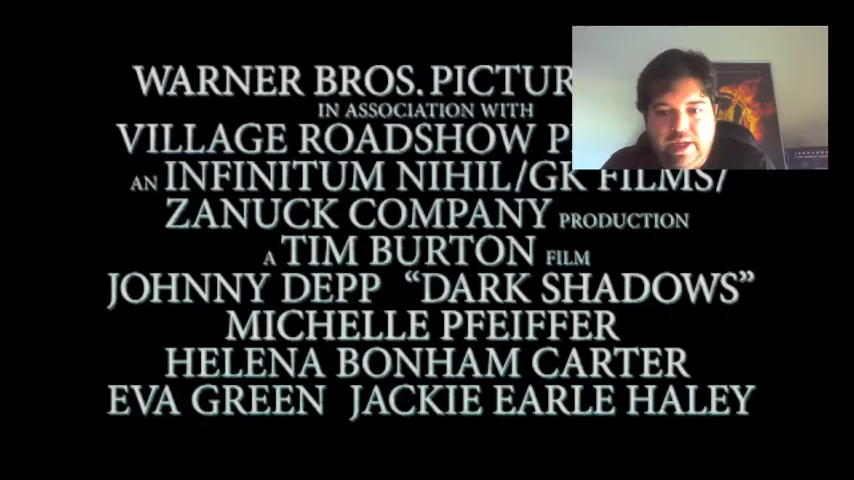 WARNER BROS. PICTUR
IN ASSOCIATION WITH
VILLAGE ROADSHOW P
AN INFINITUM NIHIL/GK FILMS/
ZANUCK COMPANY PRODUCTION
A TIM BURTON FILM
JOHNNY DEPP “DARK SHADOWS”
MICHELLE PFEIFFER
HELENA BONHAM CARTER
EVA GREEN JACKIE EARLE HALEY